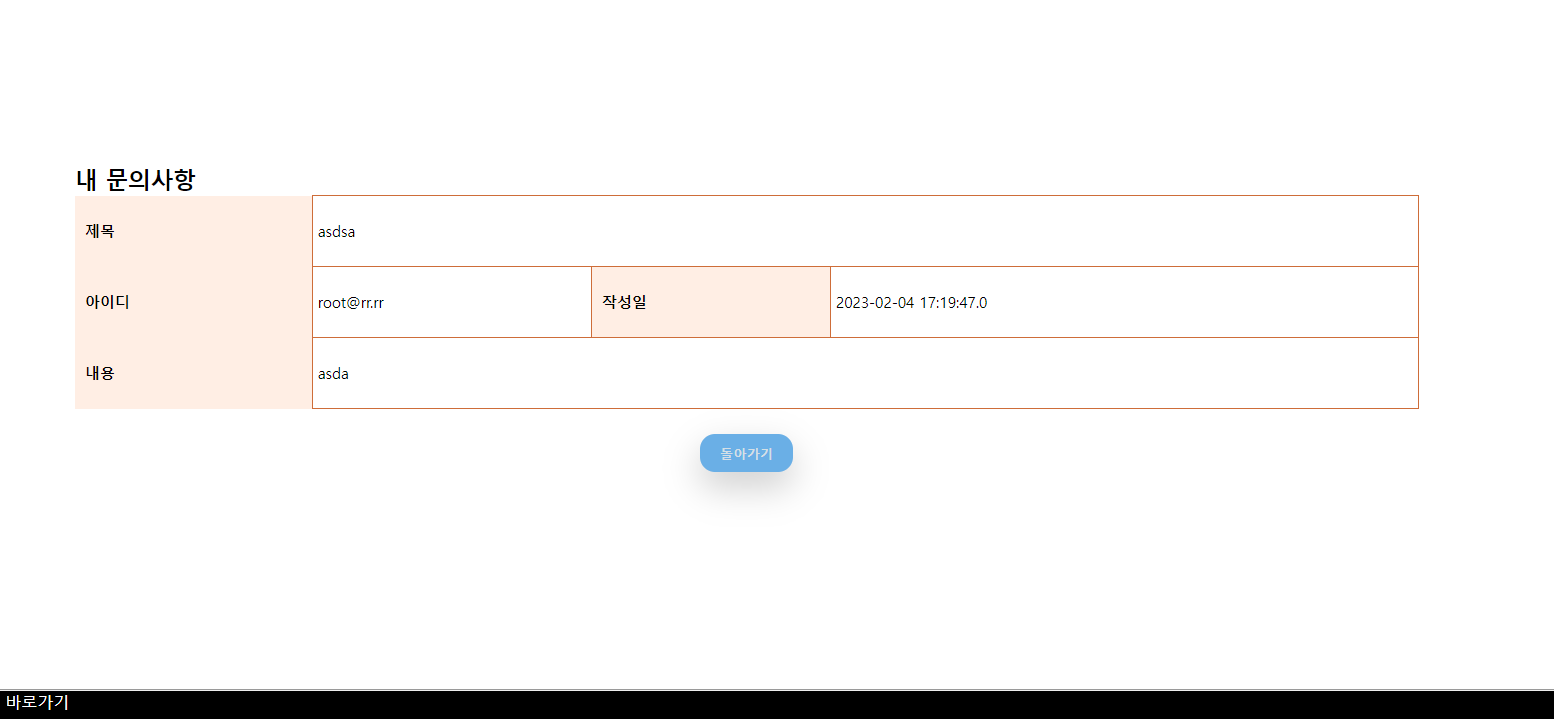 내 문의사항
제목 asdsa
아이디 root@rr.rr 작성일 2023-02-04 17:19:47.0
내용 asda
돌아가기
바로가기